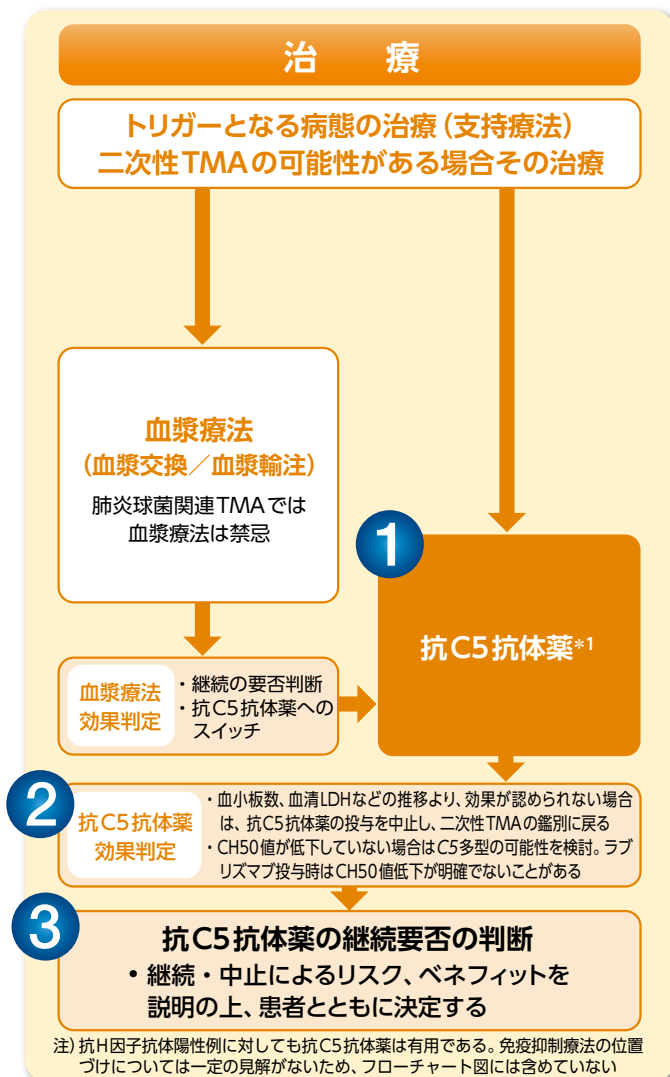 治 療
トリガーとなる病態の治療（支持療法）
二次性TMAの可能性がある場合その治療
血漿療法
（血漿交換／血漿輸注）
肺炎球菌関連TMAでは
血漿療法は禁忌
1
抗C5抗体薬*1
血漿療法
効果判定
・継続の要否判断
・抗C5抗体薬への
スイッチ
2
抗C5抗体薬
効果判定
・血小板数、血清LDHなどの推移より、効果が認められない場合
は、抗C5抗体薬の投与を中止し、二次性TMAの鑑別に戻る
・CH50値が低下していない場合はC5多型の可能性を検討。ラブ
リズマブ投与時はCH50値低下が明確でないことがある
3
抗C5抗体薬の継続要否の判断
・継続・中止によるリスク、ベネフィットを
説明の上、患者とともに決定する
注）抗H因子抗体陽性例に対しても抗C5抗体薬は有用である。免疫抑制療法の位置
づけについては一定の見解がないため、フローチャート図には含めていない